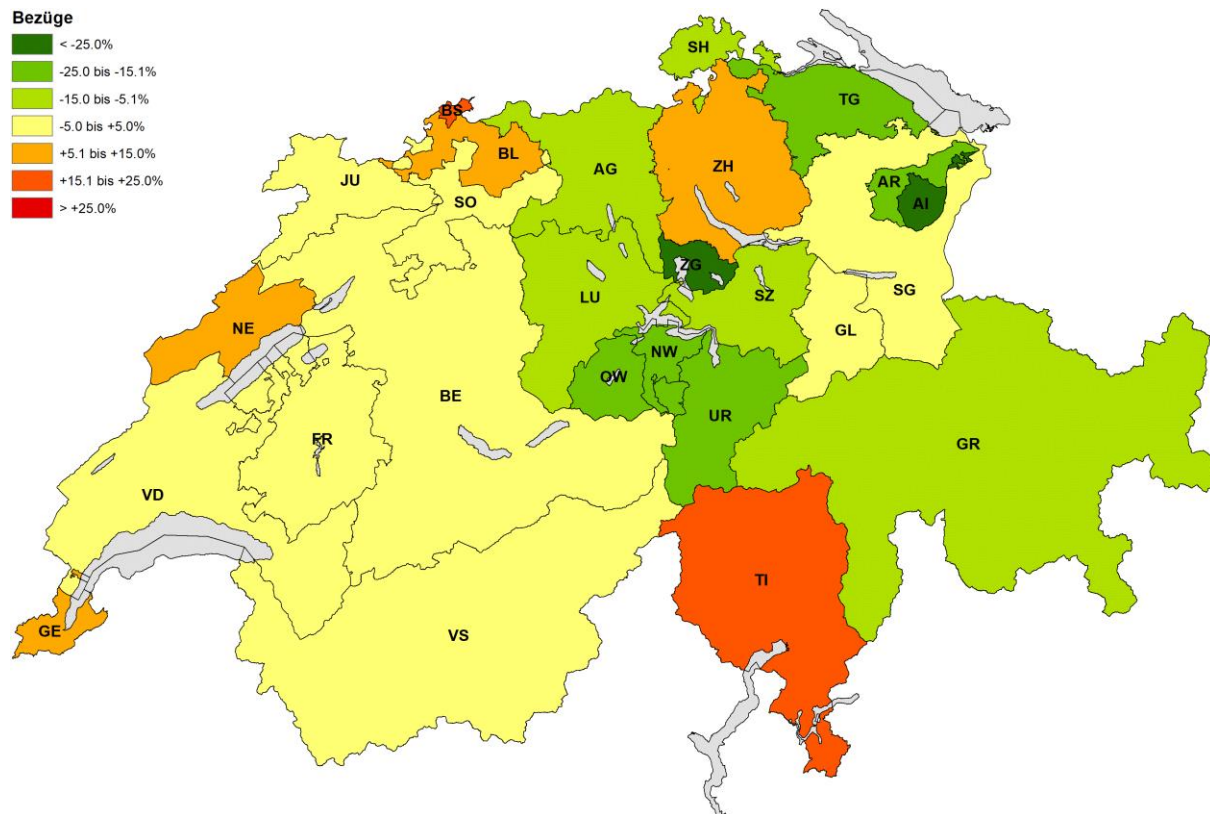 Bezüge
< -25.0%
-25.0 bis -15.1%
-15.0 bis -5.1%
-5.0 bis +5.0%
+5.1 bis +15.0%
+15.1 bis +25.0%
> +25.0%
SH
BS
TG
BL
ZH
AG
JU
AR
SO
AI
ZG
LU
SZ
SG
NE
GL
NW
OW
BE
UR
FR
GR
VD
TI
GE
VS